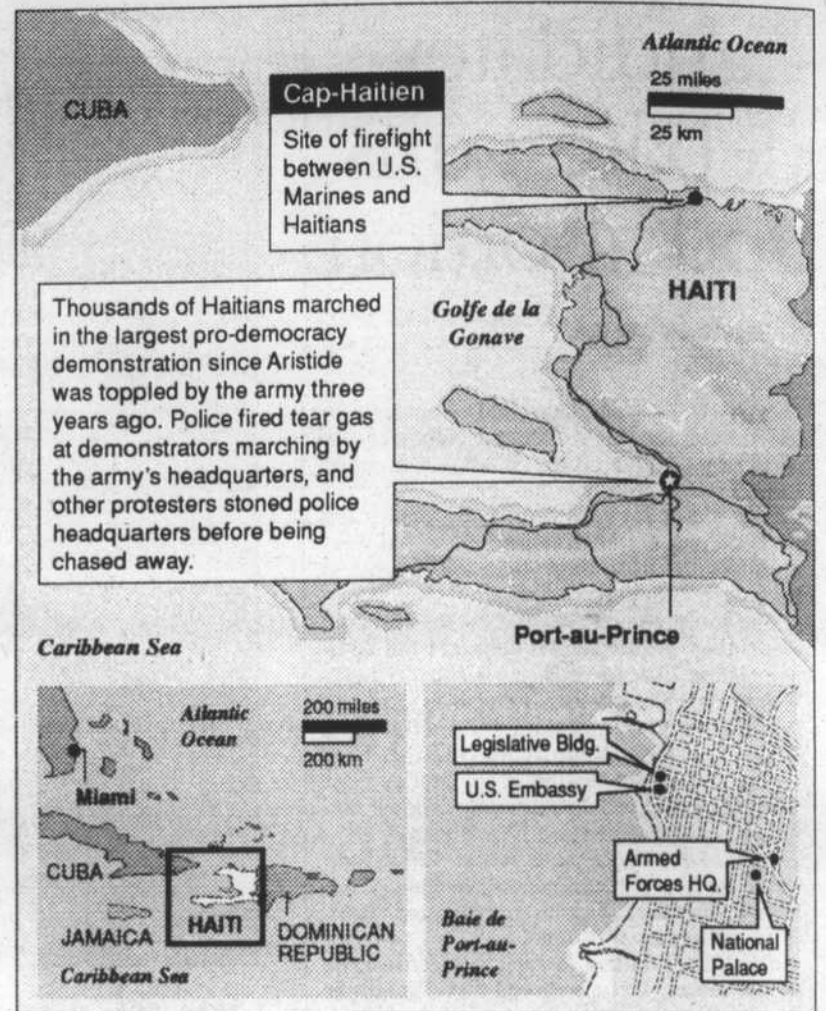 Atlantic Ocean
25 miles
25 km
CUBA
Cap-Haitien
Site of firefight
between U.S.
Marines and
Haitians
HAITI
Golfe de la
Gonave
Thousands of Haitians marched
in the largest pro-democracy
demonstration since Aristide
was toppled by the army three
years ago. Police fired tear gas
at demonstrators marching by
the army's headquarters, and
other protesters stoned police
headquarters before being
chased away.
Port-au-Prince
Caribbean Sea
Atlantic
Ocean
200 miles
200 km
Miami
CUBA
JAMAICA
HAITI
DOMINICAN
REPUBLIC
Caribbean Sea
Legislative Bldg.
U.S. Embassy
Armed
Forces HQ.
National
Palace
Baie de
Port-au-
Prince